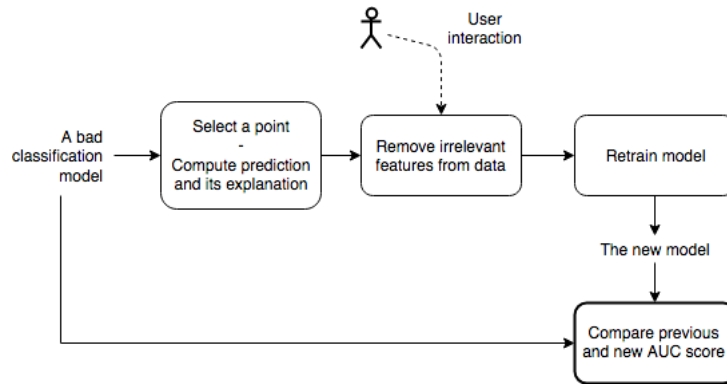 User
interaction
A bad
classification
model
Select a point
-
Compute prediction
and its explanation
Remove irrelevant
features from data
Retrain model
The new model
Compare previous
and new AUC score